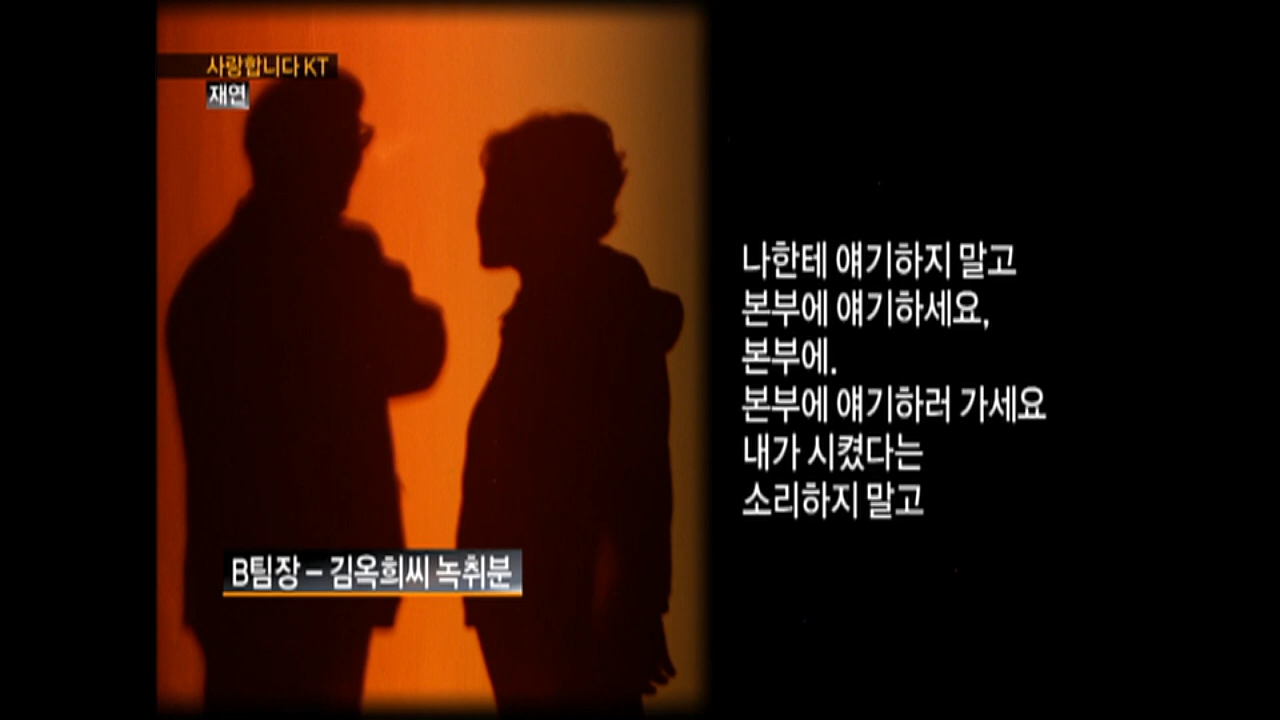 사랑합니다 KT
재연
나한테 얘기하지 말고
본부에 얘기하세요,
본부에.
본부에 얘기하러 가세요
내가 시켰다는
소리하지 말고
B팀장 – 김옥희씨 녹취분